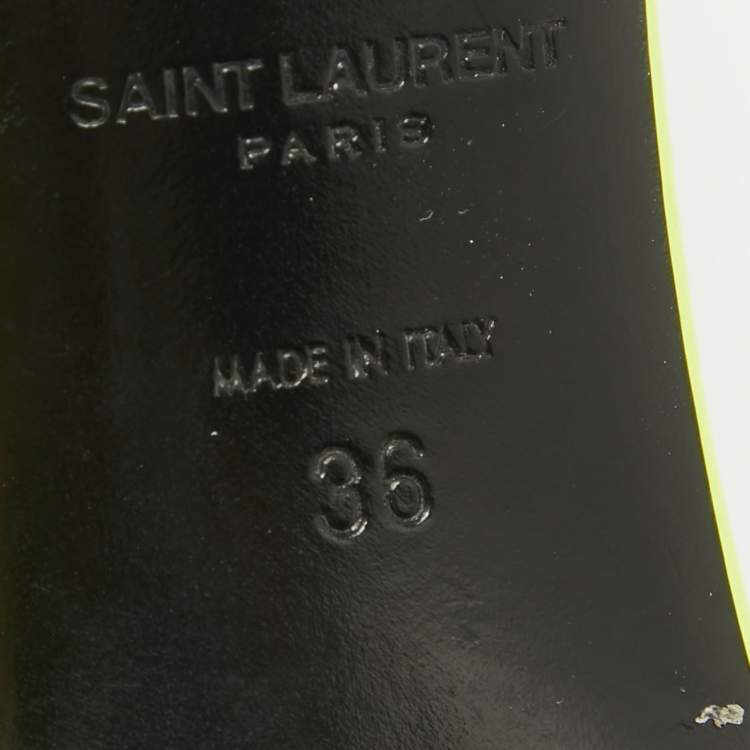 SAINT LAURENT
PARIS
MADE IN ITALY
36